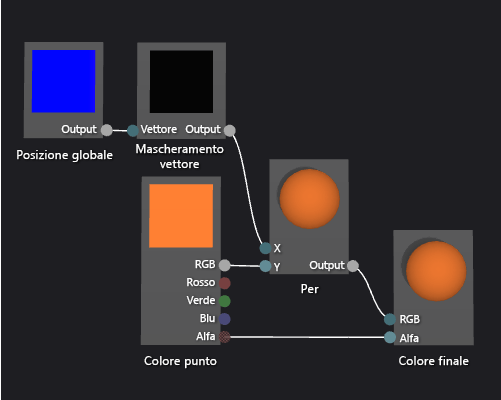 Output
Posizione globale
Vettore Output
Mascheramento
vettore
RGB
Rosso
Verde
Blu
Alfa
Colore punto
X
Y Output
Per
RGB
Alfa
Colore finale